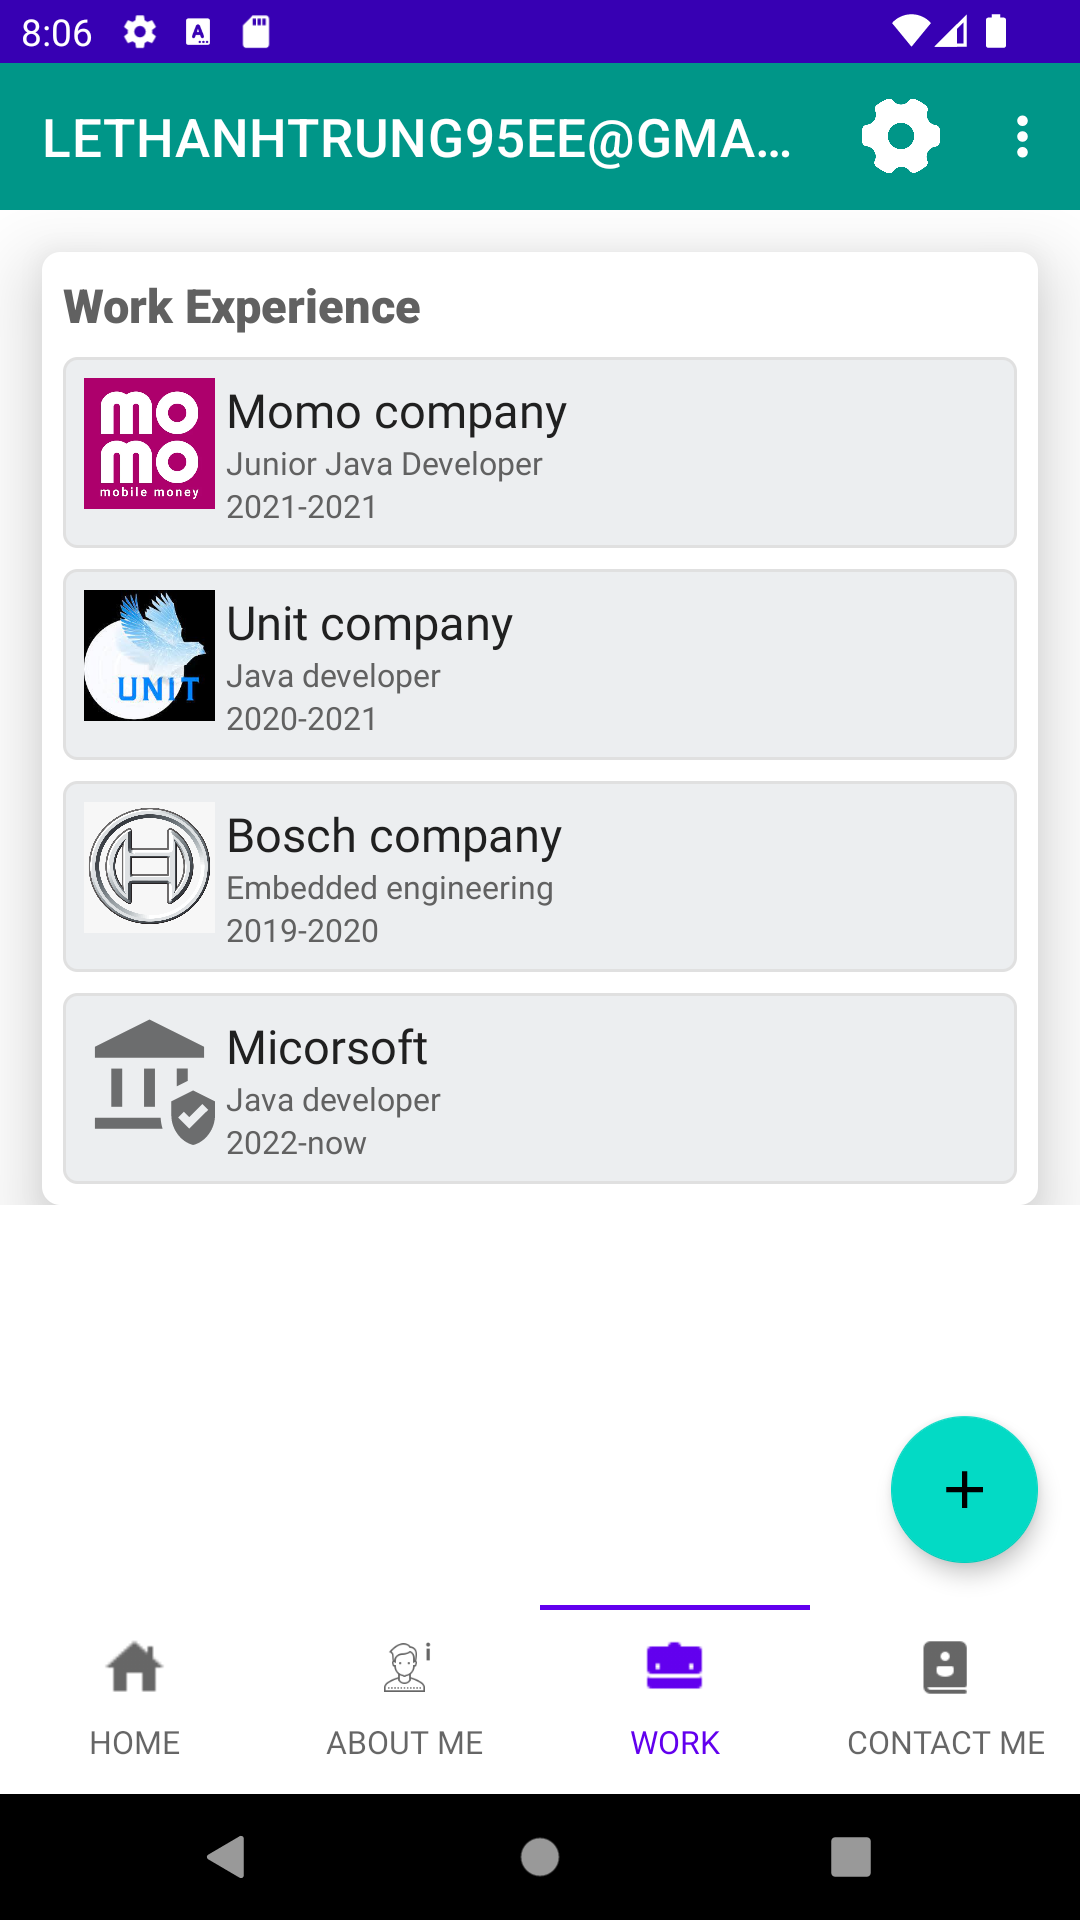 8:06
LETHANHTRUNG95EE@GMA...
Work Experience
mo
mo
mobile money
Momo company
Junior Java Developer
2021-2021
UNIT
Unit company
Java developer
2020-2021
Bosch company
Embedded engineering
2019-2020
Micorsoft
Java developer
2022-now
HOME
ABOUT ME
WORK
CONTACT ME